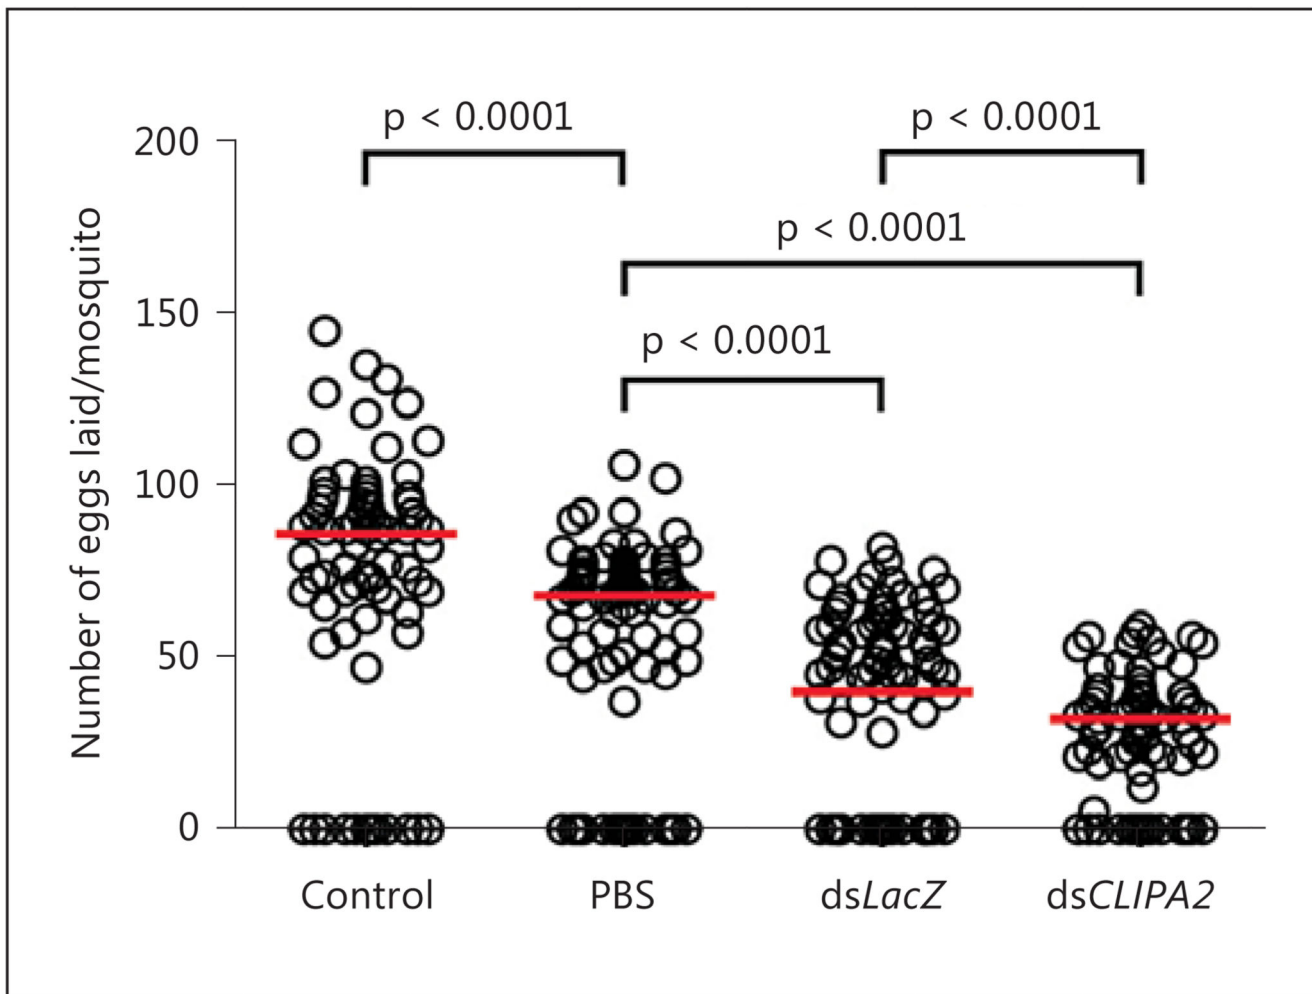 p < 0.0001
p < 0.0001
200
p < 0.0001
150
p < 0.0001
100
50
0
Number of eggs laid/mosquito
Control
PBS
dsLacZ
dsCLIPA2